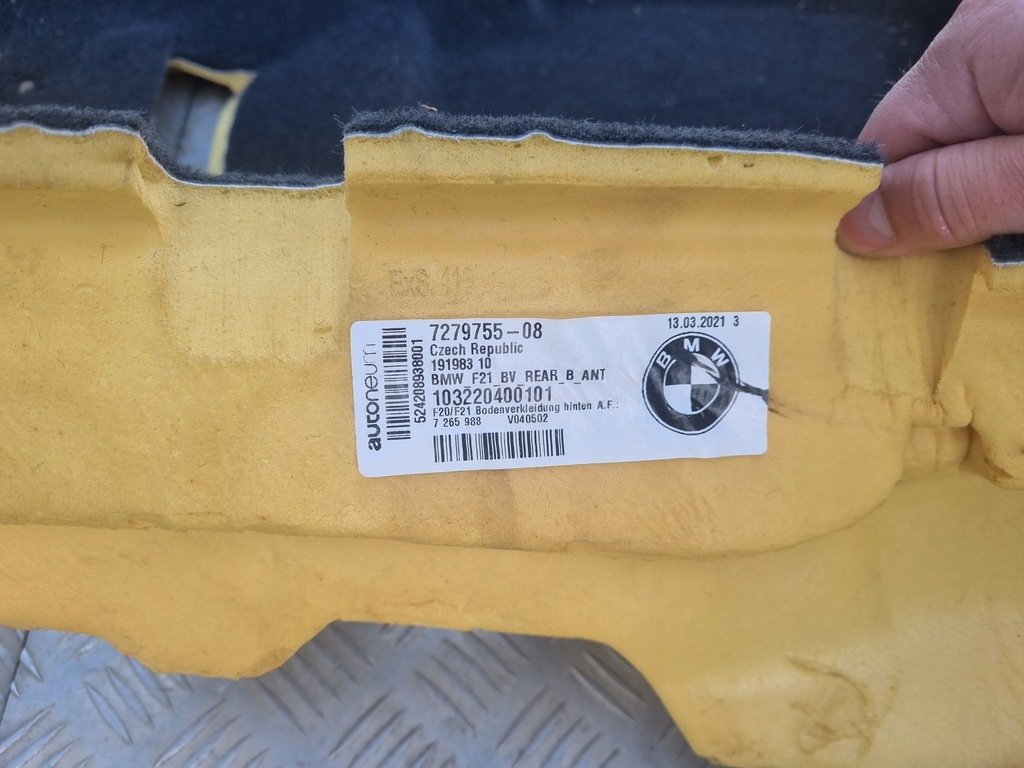 7279755-08
13.03.2021 3
Czech Republic
191983 10
BMW_F21_BV_REAR_B_ANT
103220400101
F20/F21 Bodenverkleidung hinten A.F.:
7 265 988 V040502
autoneum
524208938001
BMW